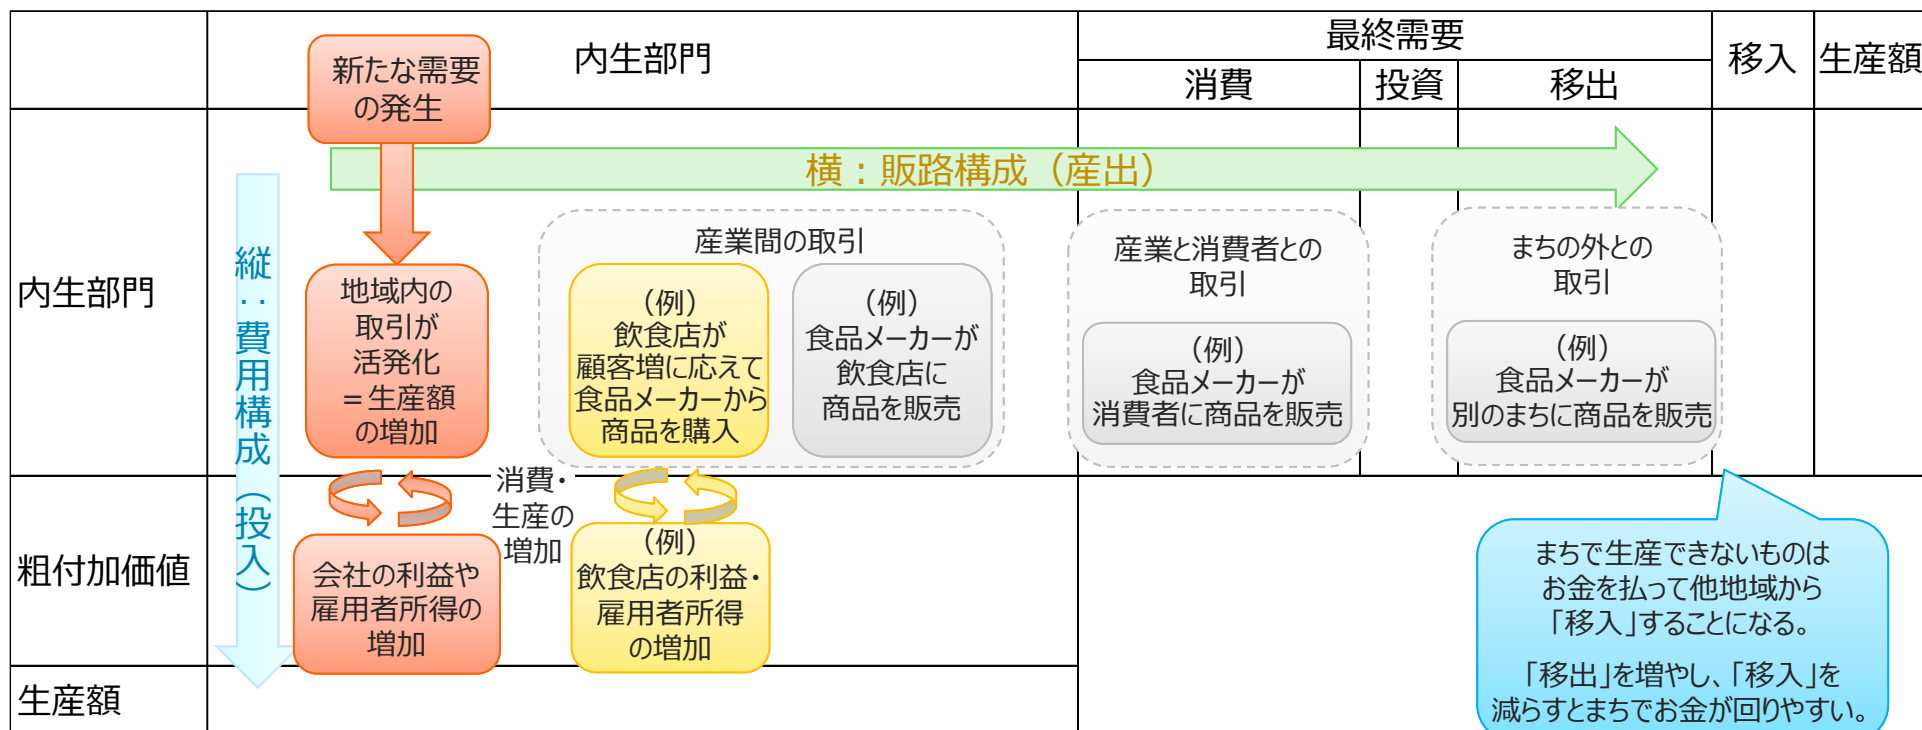 内生部門
最終需要
移入
生産額
消費
投資
移出
新たな需要
の発生
横：販路構成（産出）
縦：費用構成（投入）
内生部門
地域内の
取引が
活発化
＝生産額
の増加
産業間の取引
（例）
飲食店が
顧客増に応えて
食品メーカーから
商品を購入
（例）
食品メーカーが
飲食店に
商品を販売
産業と消費者との
取引
（例）
食品メーカーが
消費者に商品を販売
まちの外との
取引
（例）
食品メーカーが
別のまちに商品を販売
消費・
生産の
増加
粗付加価値
会社の利益や
雇用者所得の
増加
（例）
飲食店の利益・
雇用者所得
の増加
まちで生産できないものは
お金を払って他地域から
「移入」することになる。
「移出」を増やし、「移入」を
減らすとまちでお金が回りやすい。
生産額